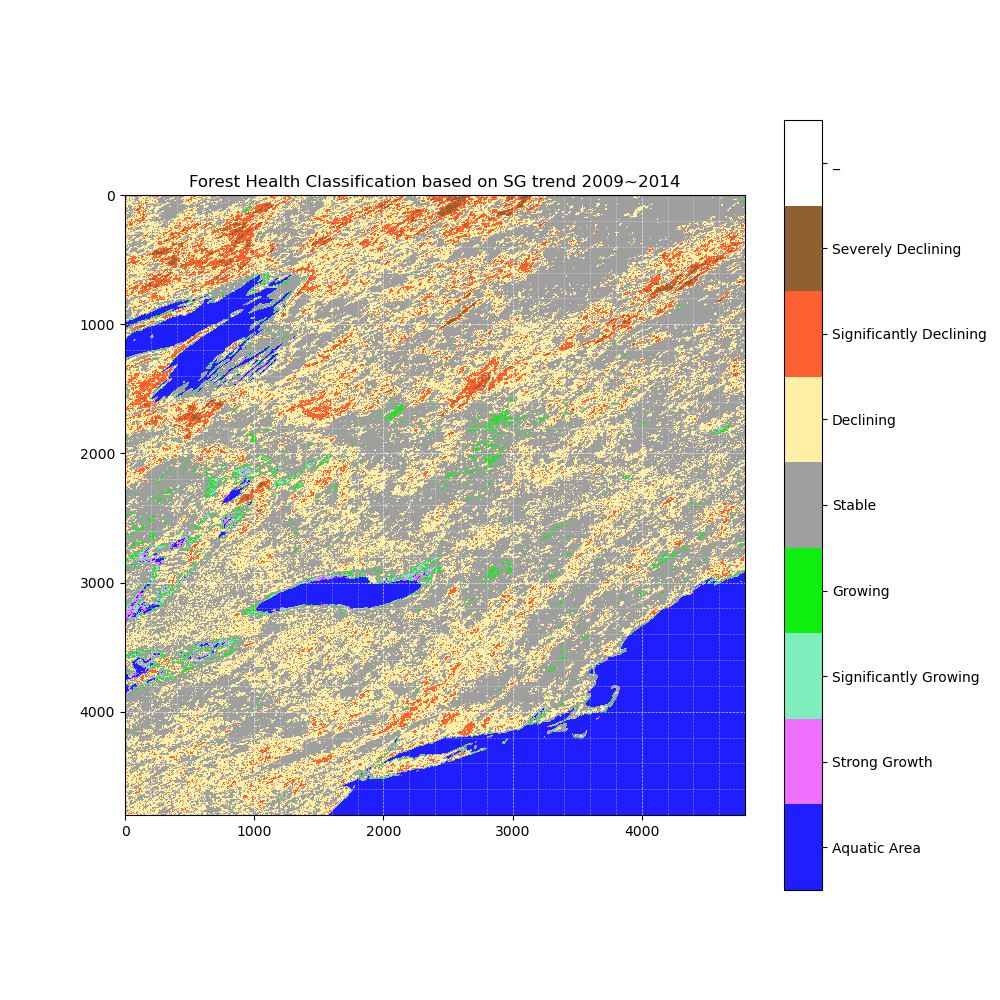 Forest Health Classification based on SG trend 2009~2014
0
1000
2000
3000
4000
0
1000
2000
3000
4000
_
Severely Declining
Significantly Declining
Declining
Stable
Growing
Significantly Growing
Strong Growth
Aquatic Area